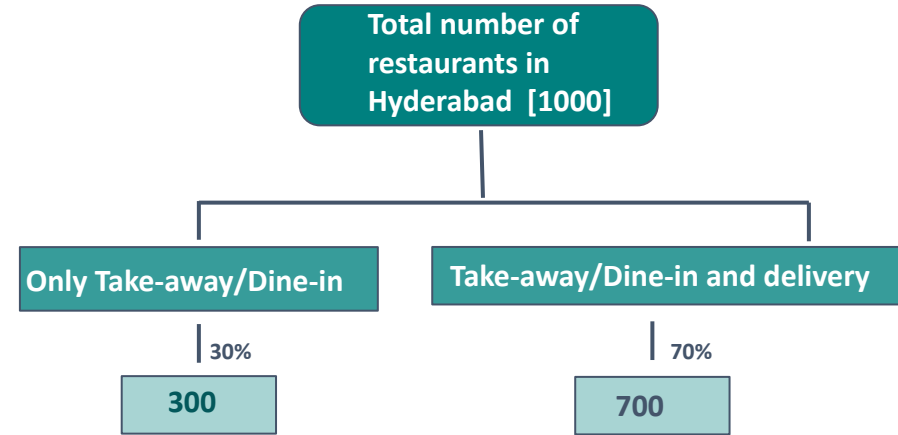 Total number of
restaurants in
Hyderabad [1000]
Only Take-away/Dine-in
Take-away/Dine-in and delivery
30%
70%
300
700